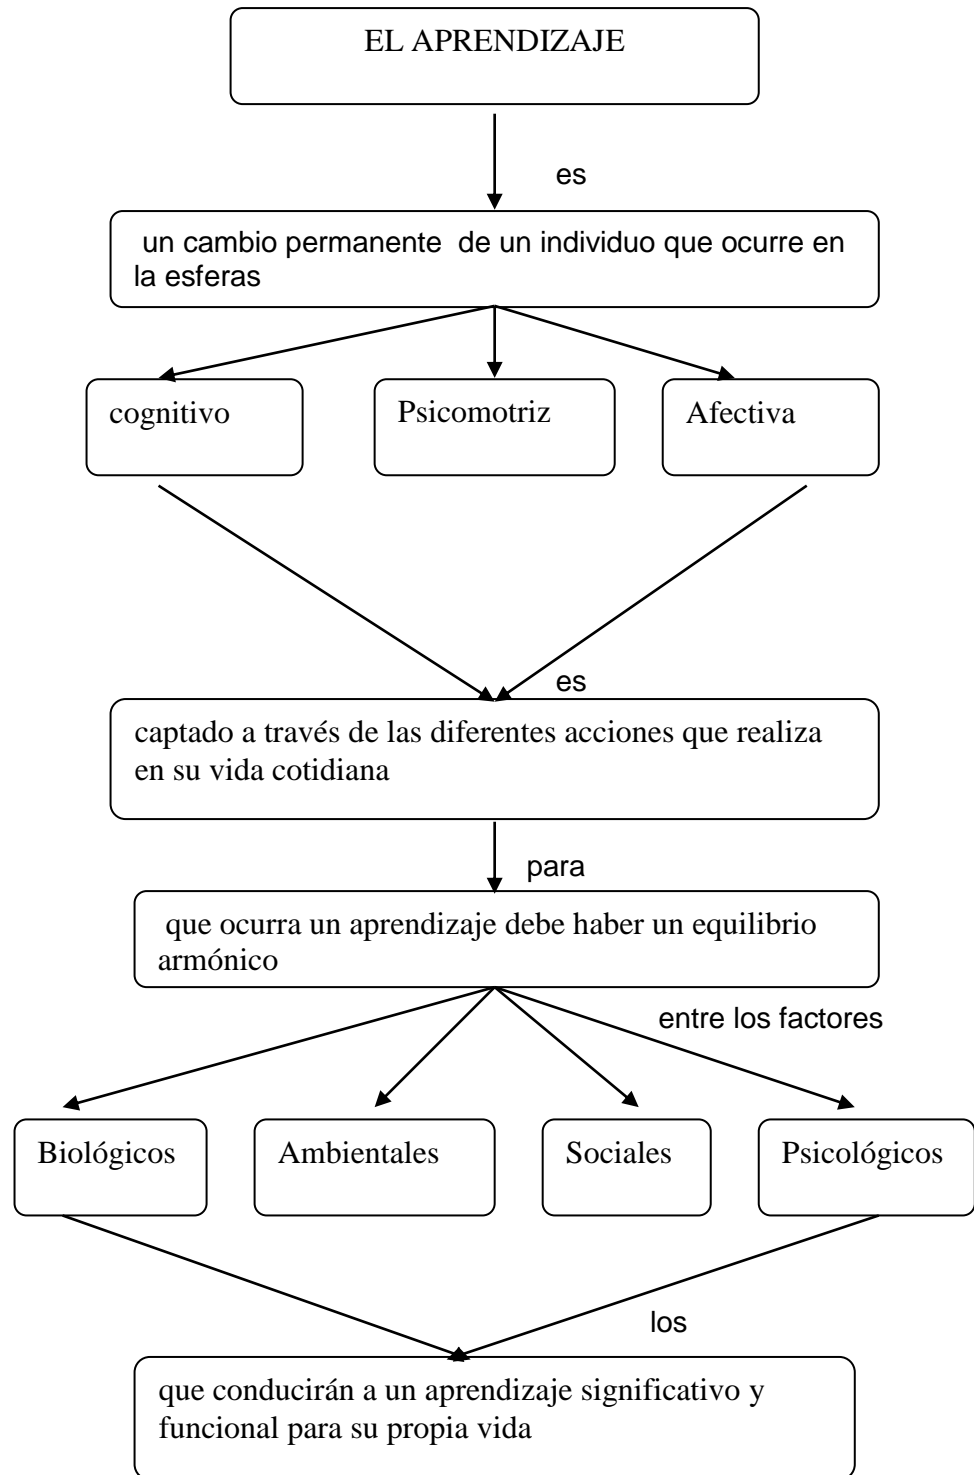 EL APRENDIZAJE
es
un cambio permanente de un individuo que ocurre en
la esferas
cognitivo
Psicomotriz
Afectiva
es
captado a través de las diferentes acciones que realiza
en su vida cotidiana
para
que ocurra un aprendizaje debe haber un equilibrio
armónico
entre los factores
Biológicos
Ambientales
Sociales
Psicológicos
los
que conducirán a un aprendizaje significativo y
funcional para su propia vida